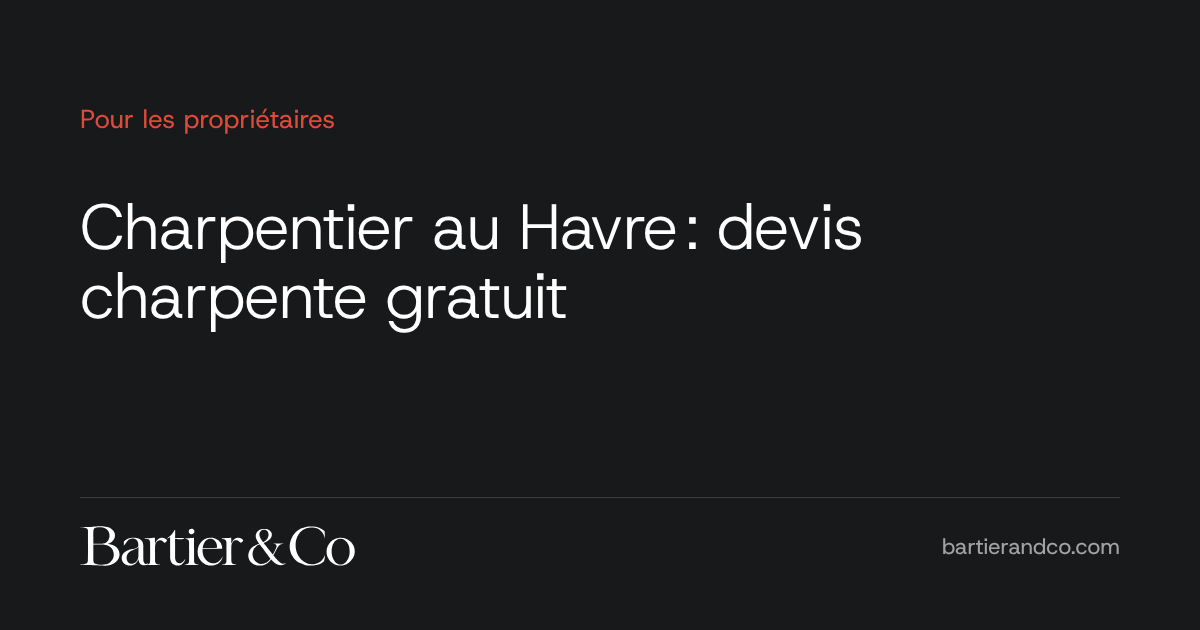 Pour les propriétaires
Charpentier au Havre : devis
charpente gratuit
Bartier & Co
bartierandco.com